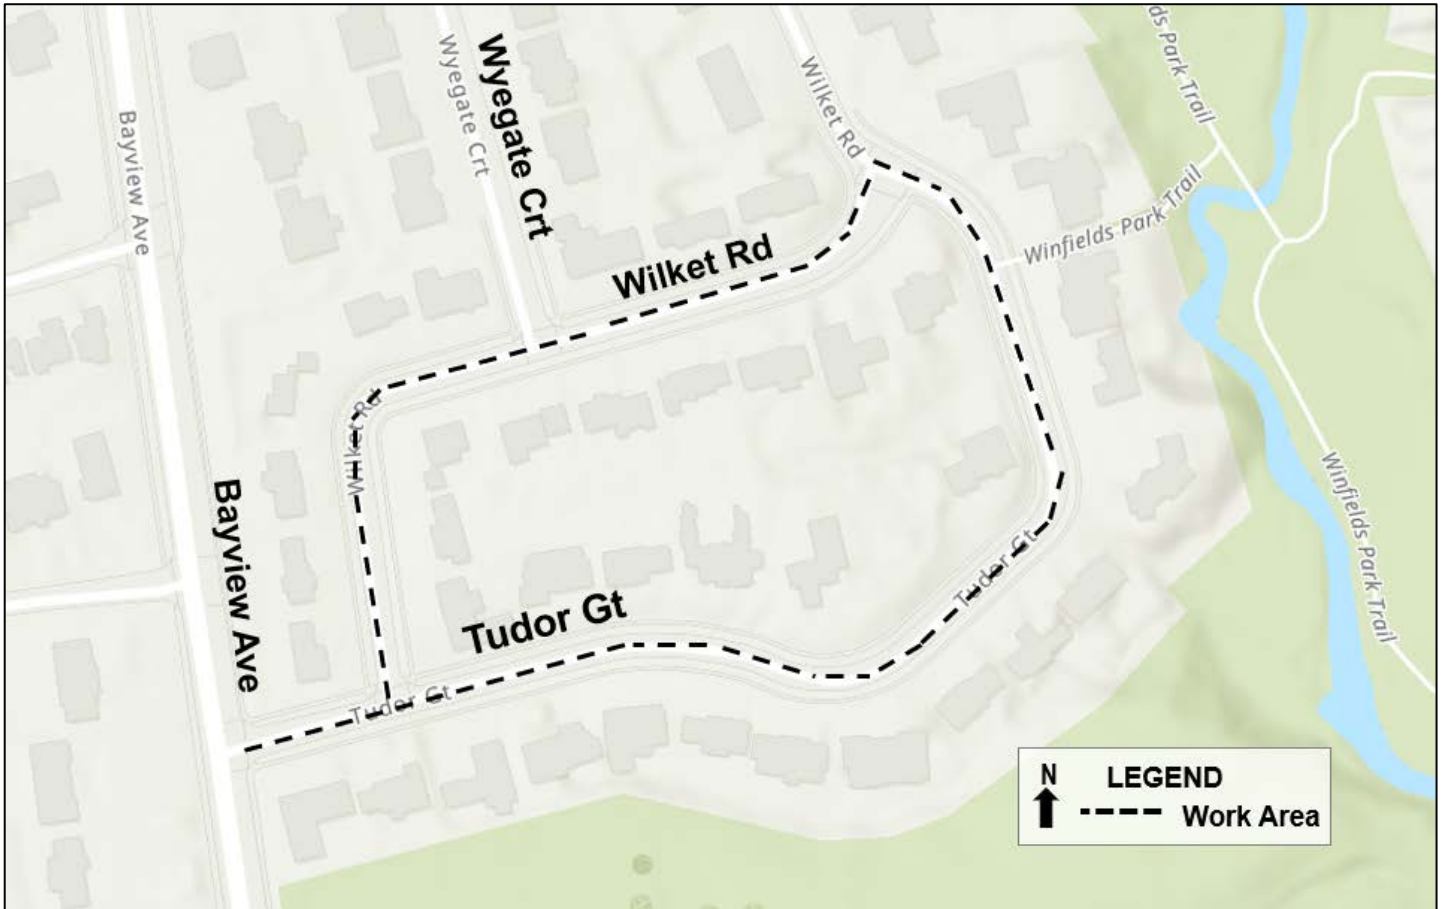 ds Park Trail
Wyegate Crt
Wyegate Crt
Wilket Rd
Bayview Ave
Winfields Park Trail
Wilket Rd
Wilket Rd
Bayview Ave
Winfields Park Trail
Tudor Gt
Tudor Gt
Tudor Gt
N
LEGEND
Work Area